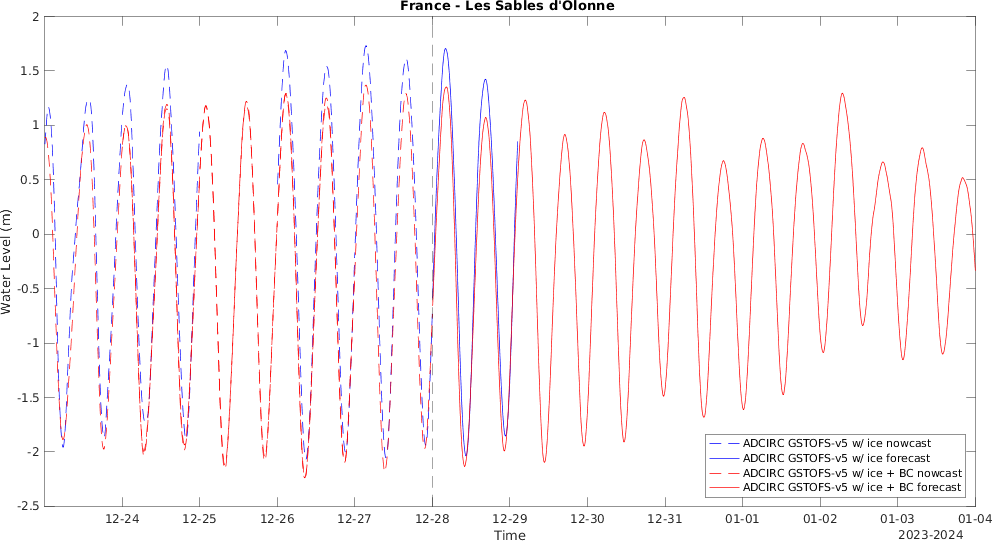 France - Les Sables d'Olonne
2
1.5
1
0.5
0
-0.5
-1
-1.5
-2
-2.5
Water Level (m)
ADCIRC GSTOFS-v5 w/ ice nowcast
ADCIRC GSTOFS-v5 w/ ice forecast
ADCIRC GSTOFS-v5 w/ ice + BC nowcast
ADCIRC GSTOFS-v5 w/ ice + BC forecast
12-24 12-25 12-26 12-27 12-28 12-29 12-30 12-31 01-01 01-02 01-03 01-04
Time
2023-2024